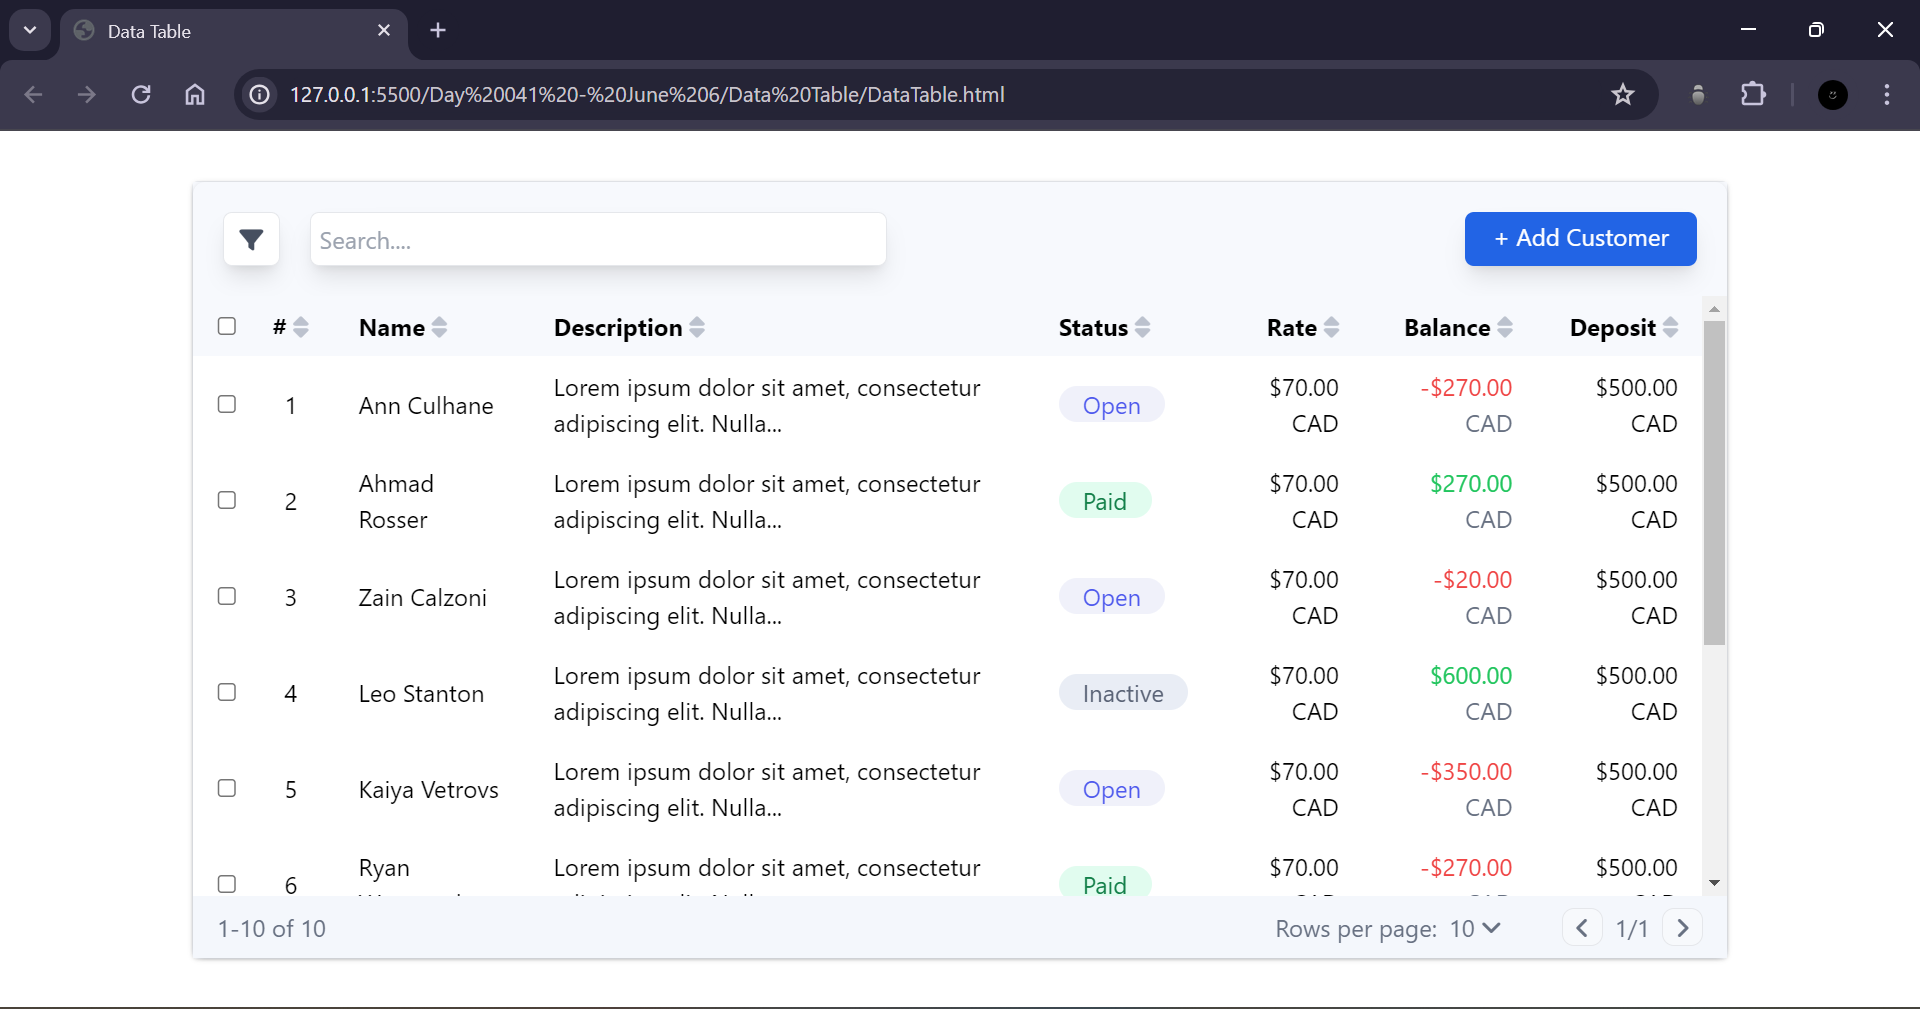 Data Table
127.0.0.1:5500/Day%20041%20-%20June%206/Data%20Table/DataTable.html
Search....
+ Add Customer
# Name Description Status Rate Balance Deposit
1 Ann Culhane Lorem ipsum dolor sit amet, consectetur Open $70.00 -$270.00 $500.00
adipiscing elit. Nulla... CAD CAD CAD
2 Ahmad Lorem ipsum dolor sit amet, consectetur Paid $70.00 $270.00 $500.00
Rosser adipiscing elit. Nulla... CAD CAD CAD
3 Zain Calzoni Lorem ipsum dolor sit amet, consectetur Open $70.00 -$20.00 $500.00
adipiscing elit. Nulla... CAD CAD CAD
4 Leo Stanton Lorem ipsum dolor sit amet, consectetur Inactive $70.00 $600.00 $500.00
adipiscing elit. Nulla... CAD CAD CAD
5 Kaiya Vetrovs Lorem ipsum dolor sit amet, consectetur Open $70.00 -$350.00 $500.00
adipiscing elit. Nulla... CAD CAD CAD
6 Ryan Lorem ipsum dolor sit amet, consectetur Paid $70.00 -$270.00 $500.00
1-10 of 10
Rows per page: 10
1/1